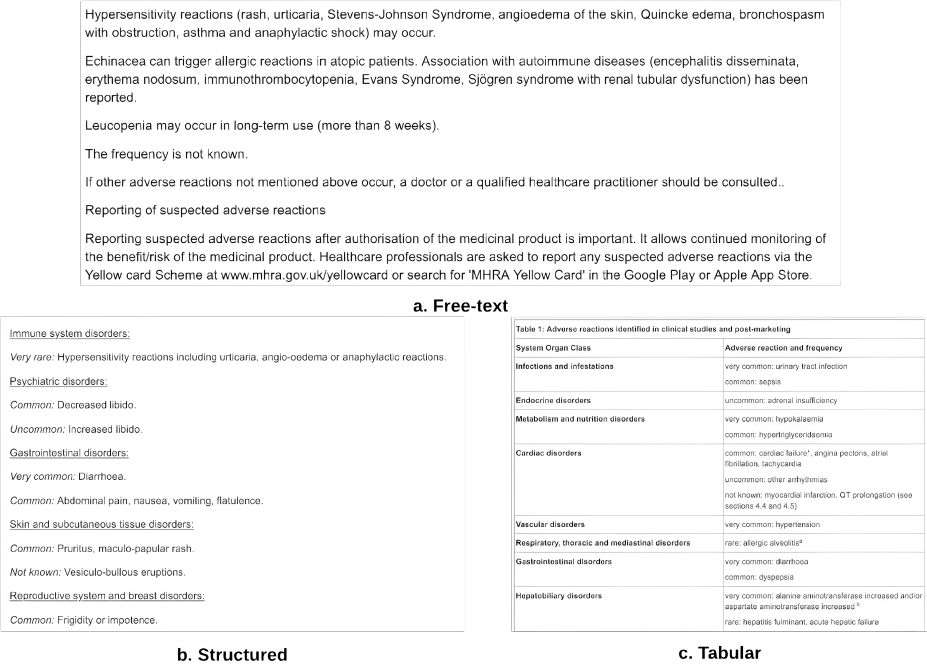 Hypersensitivity reactions (rash, urticaria, Stevens-Johnson Syndrome, angioedema of the skin, Quincke edema, bronchospasm
with obstruction, asthma and anaphylactic shock) may occur.
Echinacea can trigger allergic reactions in atopic patients. Association with autoimmune diseases (encephalitis disseminata,
erythema nodosum, immunothrombocytopenia, Evans Syndrome, Sjögren syndrome with renal tubular dysfunction) has been
reported.
Leucopenia may occur in long-term use (more than 8 weeks).
The frequency is not known.
If other adverse reactions not mentioned above occur, a doctor or a qualified healthcare practitioner should be consulted..
Reporting of suspected adverse reactions
Reporting suspected adverse reactions after authorisation of the medicinal product is important. It allows continued monitoring of
the benefit/risk of the medicinal product. Healthcare professionals are asked to report any suspected adverse reactions via the
Yellow card Scheme at www.mhra.gov.uk/yellowcard or search for 'MHRA Yellow Card' in the Google Play or Apple App Store.
a. Free-text
Immune system disorders:
Very rare: Hypersensitivity reactions including urticaria, angio-oedema or anaphylactic reactions.
Psychiatric disorders:
Common: Decreased libido.
Uncommon: Increased libido.
Gastrointestinal disorders:
Very common: Diarrhoea.
Common: Abdominal pain, nausea, vomiting, flatulence.
Skin and subcutaneous tissue disorders:
Common: Pruritus, maculo-papular rash.
Not known: Vesiculo-bullous eruptions.
Reproductive system and breast disorders:
Common: Frigidity or impotence.
b. Structured
Table 1: Adverse reactions identified in clinical studies and post-marketing
System Organ Class Adverse reaction and frequency
Infections and infestations very common: urinary tract infection
common: sepsis
Endocrine disorders uncommon: adrenal insufficiency
Metabolism and nutrition disorders very common: hypokalaemia
common: hypertriglyceridaemia
Cardiac disorders common: cardiac failure*, angina pectoris, atrial
fibrillation, tachycardia
uncommon: other arrhythmias
not known: myocardial infarction, QT prolongation (see
sections 4.4 and 4.5)
Vascular disorders very common: hypertension
Respiratory, thoracic and mediastinal disorders rare: allergic alveolitisᵃ
Gastrointestinal disorders very common: diarrhoea
common: dyspepsia
Hepatobiliary disorders very common: alanine aminotransferase increased and/or
aspartate aminotransferase increased ᵇ
rare: hepatitis fulminant, acute hepatic failure
c. Tabular